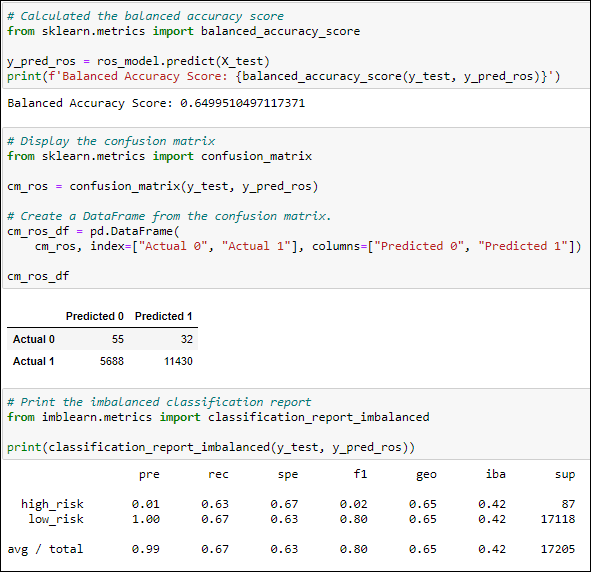 # Calculated the balanced accuracy score
from sklearn.metrics import balanced_accuracy_score
y_pred_ros = ros_model.predict(X_test)
print(f'Balanced Accuracy Score: {balanced_accuracy_score(y_test, y_pred_ros)}')
Balanced Accuracy Score: 0.6499510497117371
# Display the confusion matrix
from sklearn.metrics import confusion_matrix
cm_ros = confusion_matrix(y_test, y_pred_ros)
# Create a DataFrame from the confusion matrix.
cm_ros_df = pd.DataFrame(
    cm_ros, index=["Actual 0", "Actual 1"], columns=["Predicted 0", "Predicted 1"])
cm_ros_df
Predicted 0 Predicted 1
Actual 0 55 32
Actual 1 5688 11430
# Print the imbalanced classification report
from imblearn.metrics import classification_report_imbalanced
print(classification_report_imbalanced(y_test, y_pred_ros))
pre rec spe f1 geo iba sup
high_risk 0.01 0.63 0.67 0.02 0.65 0.42 87
low_risk 1.00 0.67 0.63 0.80 0.65 0.42 17118
avg / total 0.99 0.67 0.63 0.80 0.65 0.42 17205